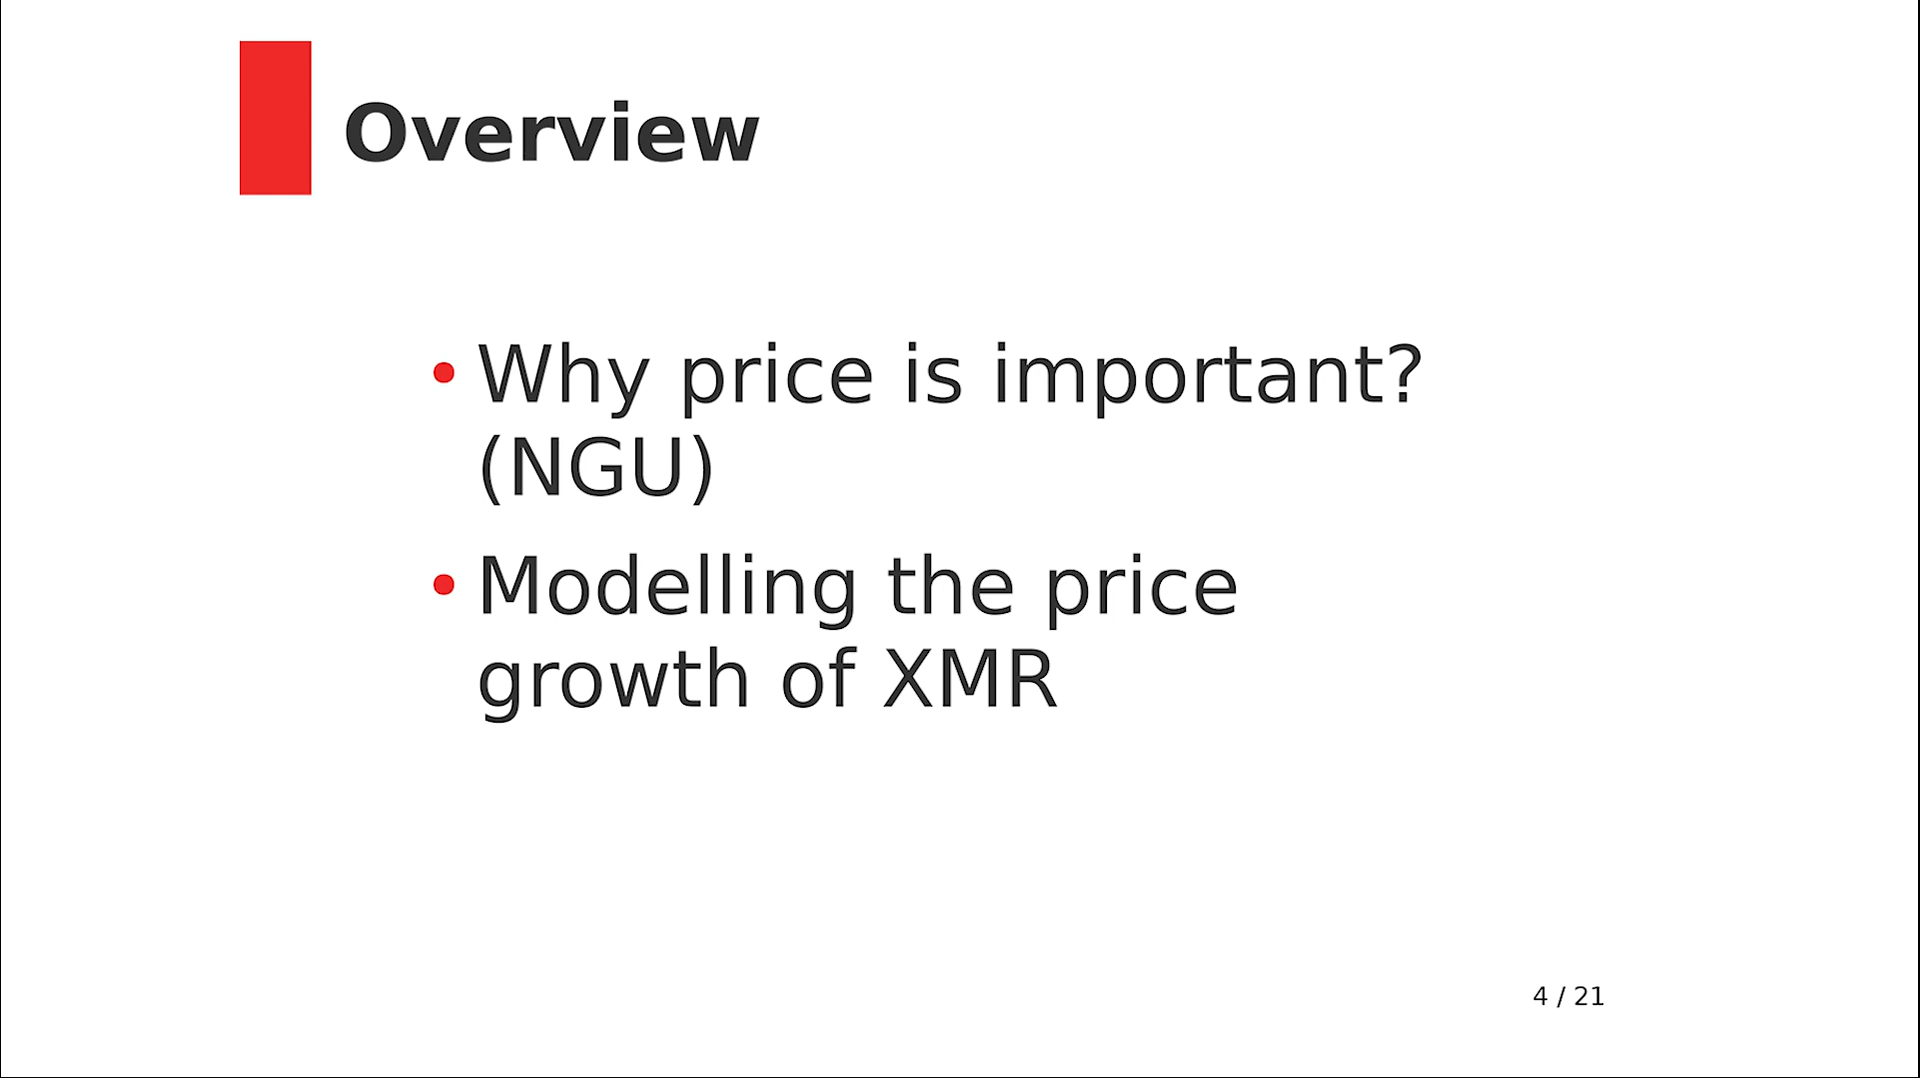 Overview
• Why price is important?
(NGU)
• Modelling the price
growth of XMR
4 / 21